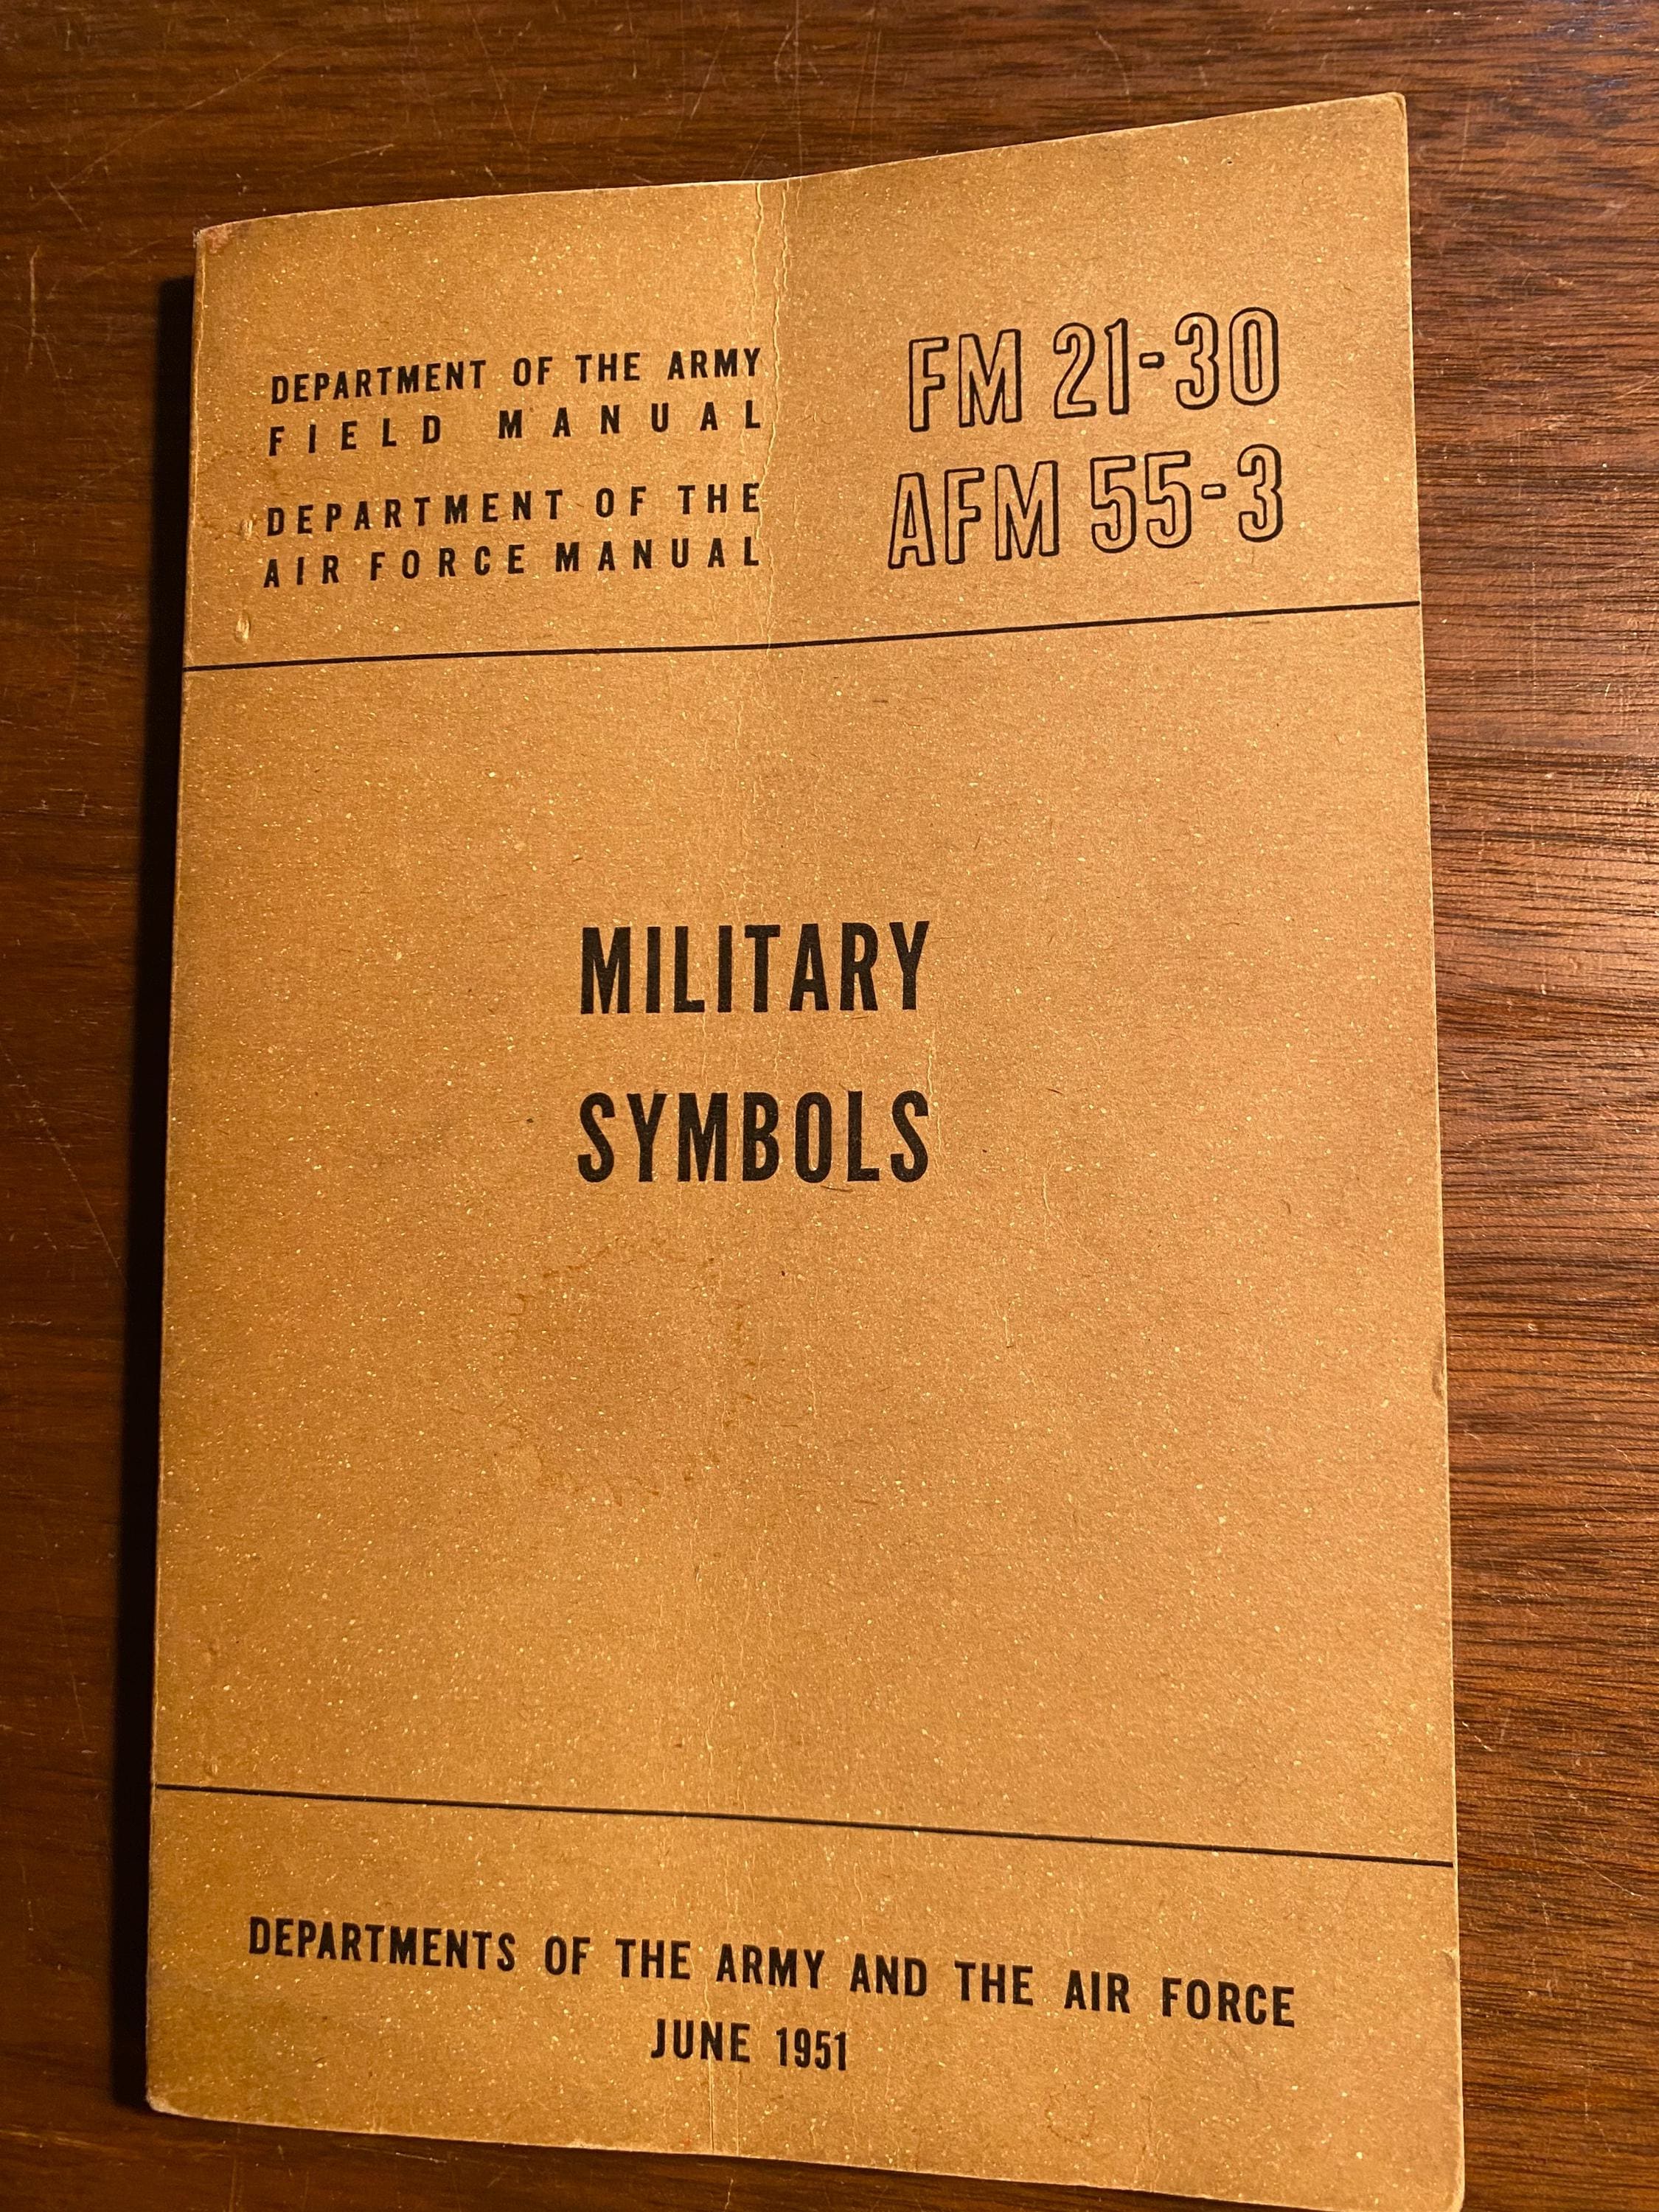 DEPARTMENT OF THE ARMY
FIELD MANUAL
DEPARTMENT OF THE
AIR FORCE MANUAL
FM 21-30
AFM 55-3
MILITARY
SYMBOLS
DEPARTMENTS OF THE ARMY AND THE AIR FORCE
JUNE 1951